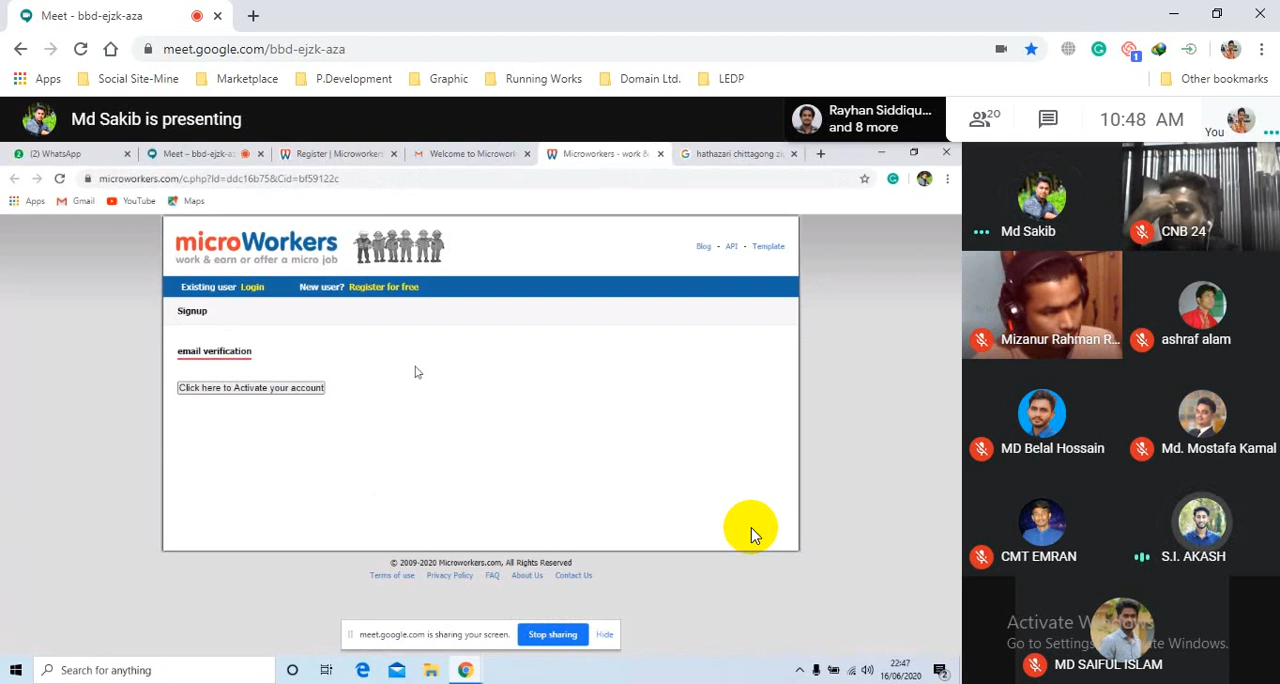 Meet - bbd-ejzk-aza
meet.google.com/bbd-ejzk-aza
1
Apps Social Site-Mine Marketplace P.Development Graphic Running Works Domain Ltd. LEDP Other bookmarks
Md Sakib is presenting
Rayhan Siddiqu...
and 8 more
20
10:48 AM
You
(2) WhatsApp Meet – bbd-ejzk-az Register | Microworkers Welcome to Microwork Microworkers - work & hathazari chittagong zi
microworkers.com/c.php?Id=ddc16b75&Cid=bf59122c
Apps Gmail YouTube Maps
microWorkers
work & earn or offer a micro job
Blog - API - Template
Existing user Login New user? Register for free
Signup
email verification
Click here to Activate your account
© 2009-2020 Microworkers.com, All Rights Reserved
Terms of use Privacy Policy FAQ About Us Contact Us
meet.google.com is sharing your screen. Stop sharing Hide
Search for anything
22:47
16/06/2020
2
Md Sakib
CNB 24
Mizanur Rahman R...
ashraf alam
MD Belal Hossain
Md. Mostafa Kamal
CMT EMRAN
S.I. AKASH
Activate Windows
Go to Settings to activate Windows.
MD SAIFUL ISLAM